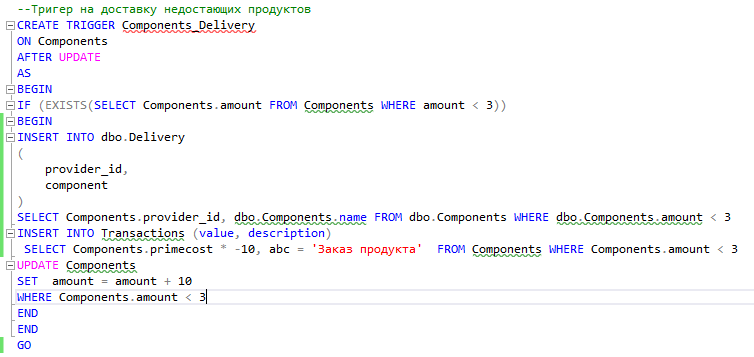 --Тригер на доставку недостающих продуктов
CREATE TRIGGER Components_Delivery
ON Components
AFTER UPDATE
AS
BEGIN
IF (EXISTS(SELECT Components.amount FROM Components WHERE amount < 3))
BEGIN
INSERT INTO dbo.Delivery
(
    provider_id,
    component
)
SELECT Components.provider_id, dbo.Components.name FROM dbo.Components WHERE dbo.Components.amount < 3
INSERT INTO Transactions (value, description)
 SELECT Components.primecost * -10, abc = 'Заказ продукта'  FROM Components WHERE Components.amount < 3
UPDATE Components
SET  amount = amount + 10
WHERE Components.amount < 3
END
END
GO